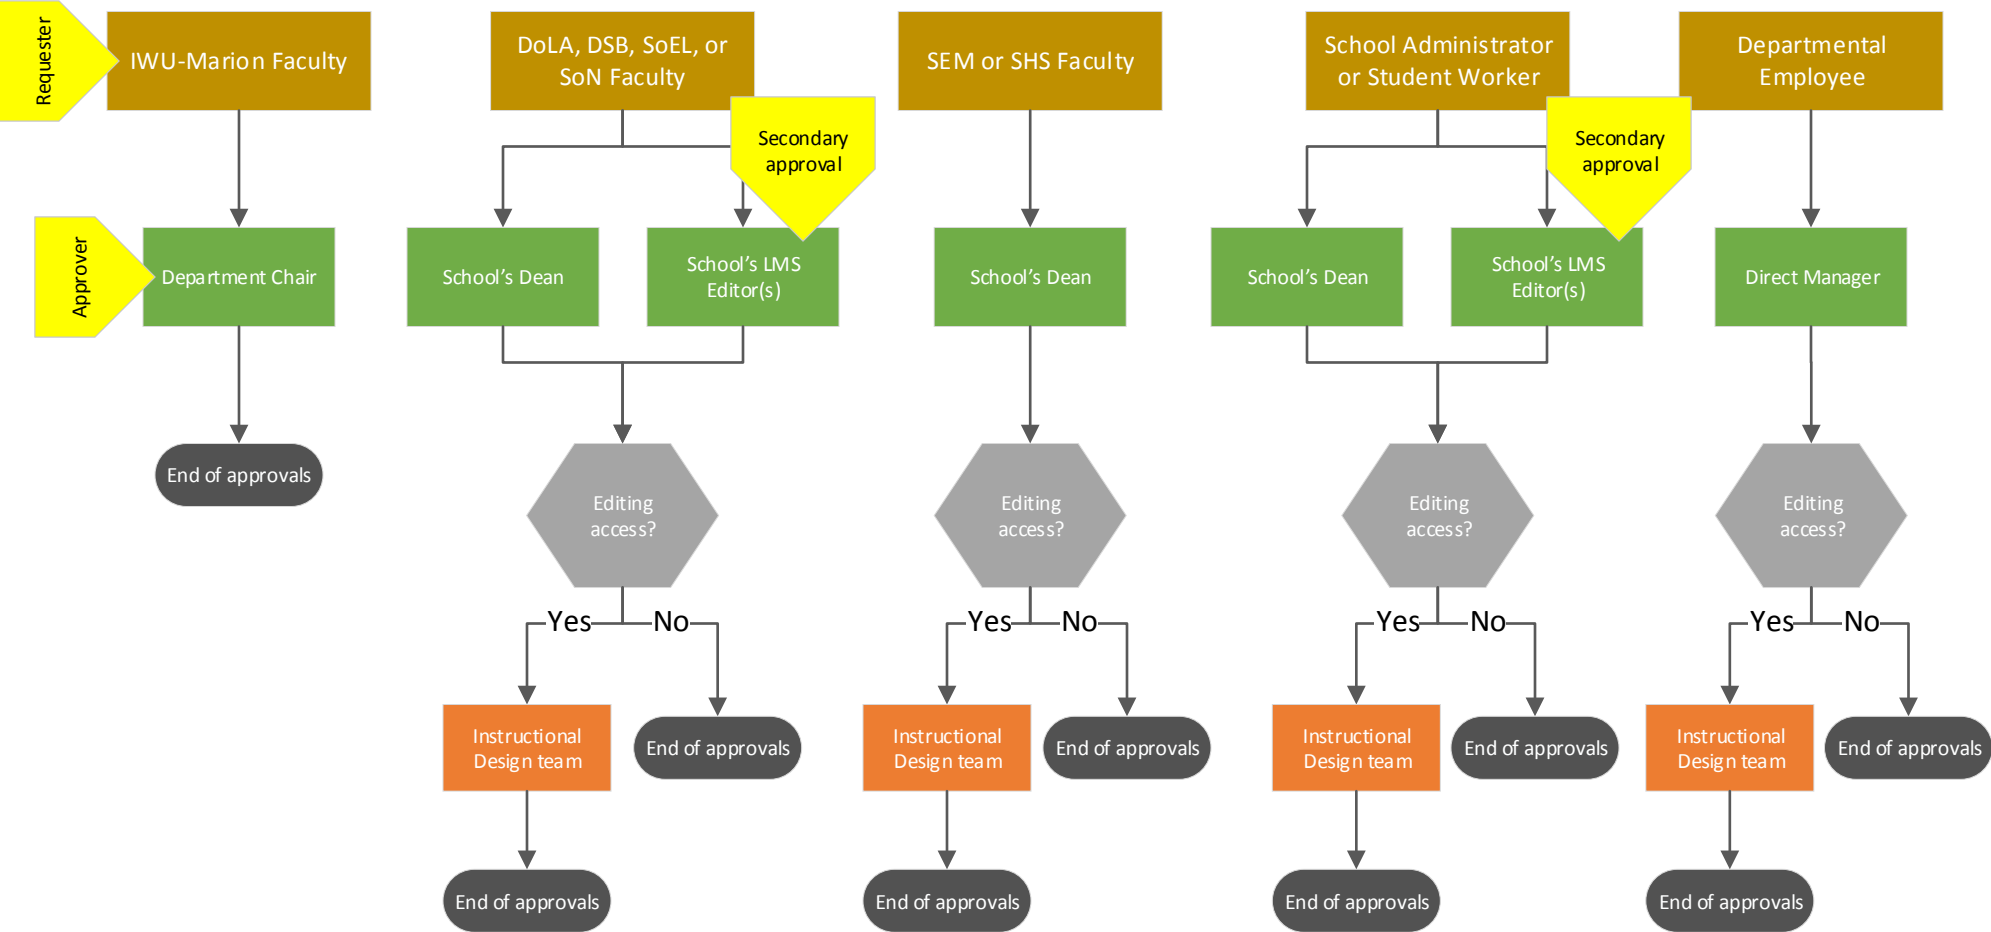 Requester
IWU-Marion Faculty
DoLA, DSB, SoEL, or
SoN Faculty
SEM or SHS Faculty
School Administrator
or Student Worker
Departmental
Employee
Secondary
approval
Secondary
approval
Approver
Department Chair
School's Dean
School's LMS
Editor(s)
School's Dean
School's Dean
School's LMS
Editor(s)
Direct Manager
End of approvals
Editing
access?
Editing
access?
Editing
access?
Editing
access?
Yes
No
Yes
No
Yes
No
Yes
No
Instructional
Design team
End of approvals
Instructional
Design team
End of approvals
Instructional
Design team
End of approvals
Instructional
Design team
End of approvals
End of approvals
End of approvals
End of approvals
End of approvals